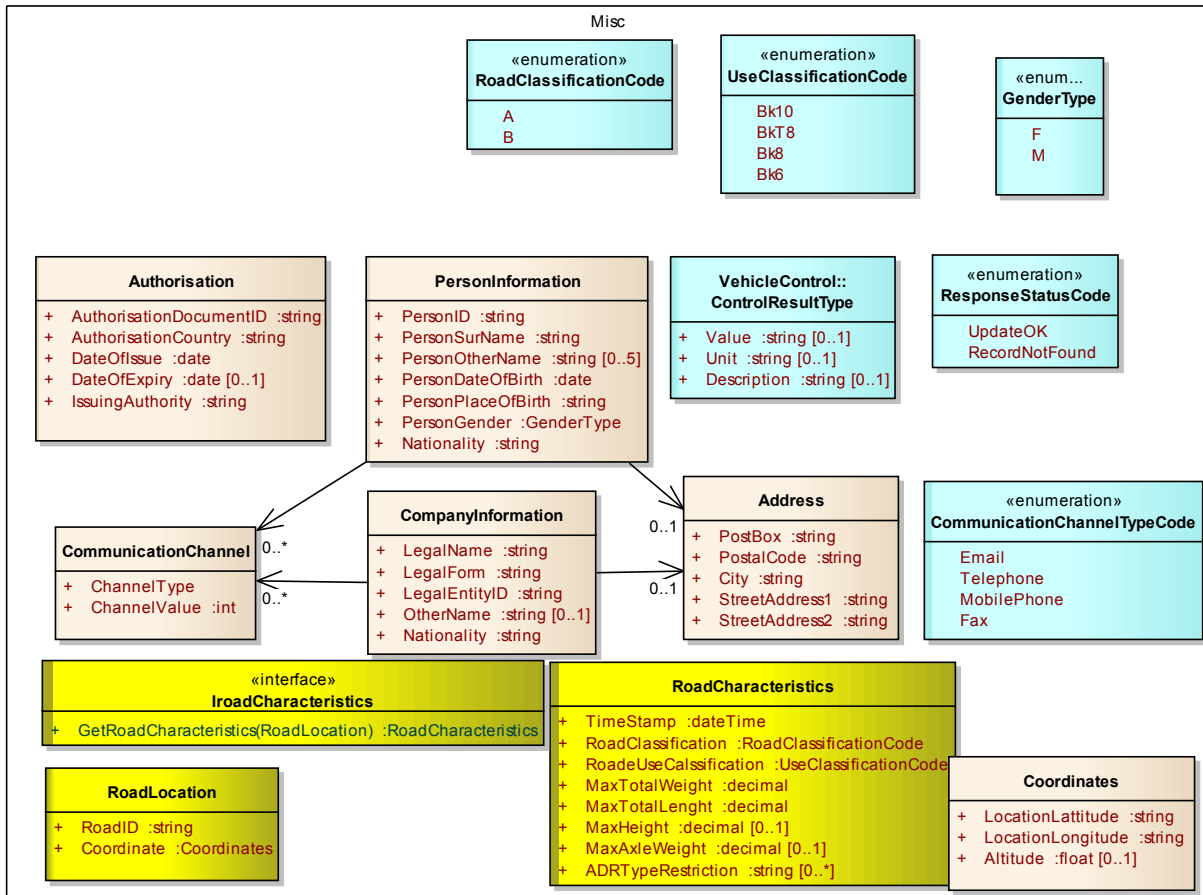 Misc
«enumeration»
RoadClassificationCode
A
B
«enumeration»
UseClassificationCode
Bk10
BkT8
Bk8
Bk6
«enum...
GenderType
F
M
Authorisation
+ AuthorisationDocumentID :string
+ AuthorisationCountry :string
+ DateOfIssue :date
+ DateOfExpiry :date [0..1]
+ IssuingAuthority :string
PersonInformation
+ PersonID :string
+ PersonSurName :string
+ PersonOtherName :string [0..5]
+ PersonDateOfBirth :date
+ PersonPlaceOfBirth :string
+ PersonGender :GenderType
+ Nationality :string
VehicleControl::
ControlResultType
+ Value :string [0..1]
+ Unit :string [0..1]
+ Description :string [0..1]
«enumeration»
ResponseStatusCode
UpdateOK
RecordNotFound
CommunicationChannel
+ ChannelType
+ ChannelValue :int
0..*
0..*
CompanyInformation
+ LegalName :string
+ LegalForm :string
+ LegalEntityID :string
+ OtherName :string [0..1]
+ Nationality :string
0..1
0..1
Address
+ PostBox :string
+ PostalCode :string
+ City :string
+ StreetAddress1 :string
+ StreetAddress2 :string
«enumeration»
CommunicationChannelTypeCode
Email
Telephone
MobilePhone
Fax
«interface»
IroadCharacteristics
+ GetRoadCharacteristics(RoadLocation) :RoadCharacteristics
RoadCharacteristics
+ TimeStamp :dateTime
+ RoadClassification :RoadClassificationCode
+ RoadeUseCalssification :UseClassificationCode
+ MaxTotalWeight :decimal
+ MaxTotalLenght :decimal
+ MaxHeight :decimal [0..1]
+ MaxAxleWeight :decimal [0..1]
+ ADRTypeRestriction :string [0..*]
RoadLocation
+ RoadID :string
+ Coordinate :Coordinates
Coordinates
+ LocationLattitude :string
+ LocationLongitude :string
+ Altitude :float [0..1]